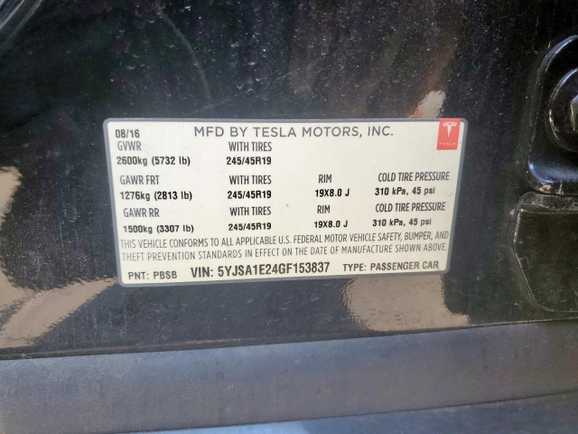 08/16 MFD BY TESLA MOTORS, INC.
TESLA
GVWR WITH TIRES
2600kg (5732 lb) 245/45R19
GAWR FRT WITH TIRES RIM COLD TIRE PRESSURE
1276kg (2813 lb) 245/45R19 19X8.0 J 310 kPa, 45 psi
GAWR RR WITH TIRES RIM COLD TIRE PRESSURE
1500kg (3307 lb) 245/45R19 19X8.0 J 310 kPa, 45 psi
THIS VEHICLE CONFORMS TO ALL APPLICABLE U.S. FEDERAL MOTOR VEHICLE SAFETY, BUMPER, AND
THEFT PREVENTION STANDARDS IN EFFECT ON THE DATE OF MANUFACTURE SHOWN ABOVE.
PNT: PBSB VIN: 5YJSA1E24GF153837 TYPE: PASSENGER CAR